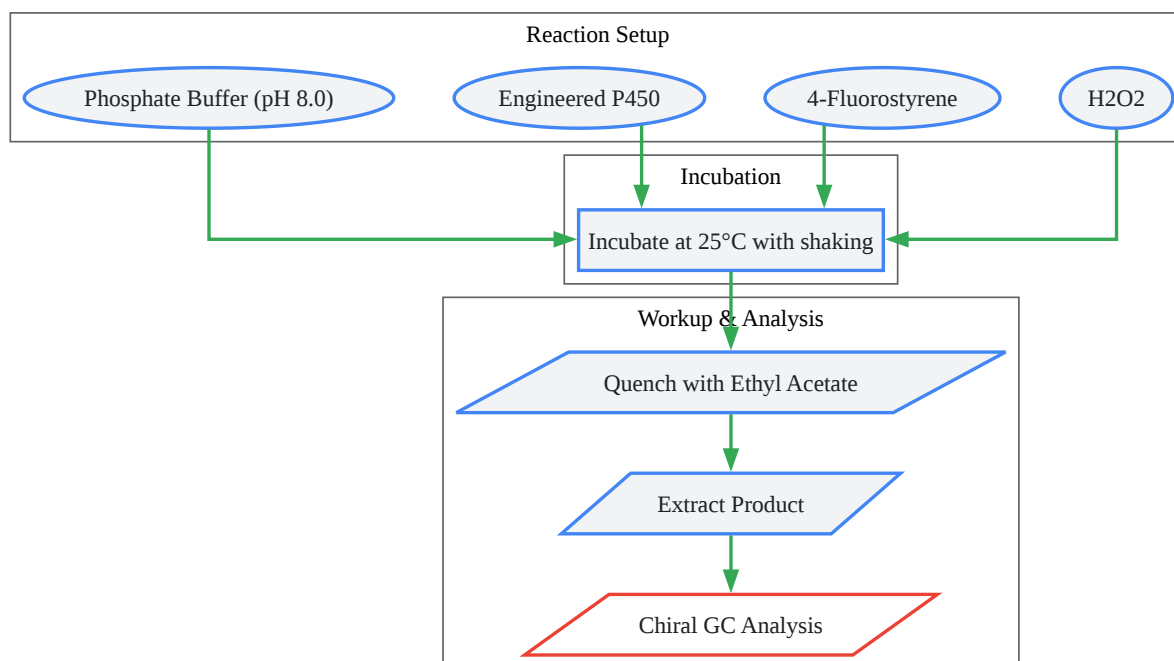 Reaction Setup
Phosphate Buffer (pH 8.0)
Engineered P450
4-Fluorostyrene
H2O2
Incubation
Incubate at 25°C with shaking
Workup & Analysis
Quench with Ethyl Acetate
Extract Product
Chiral GC Analysis